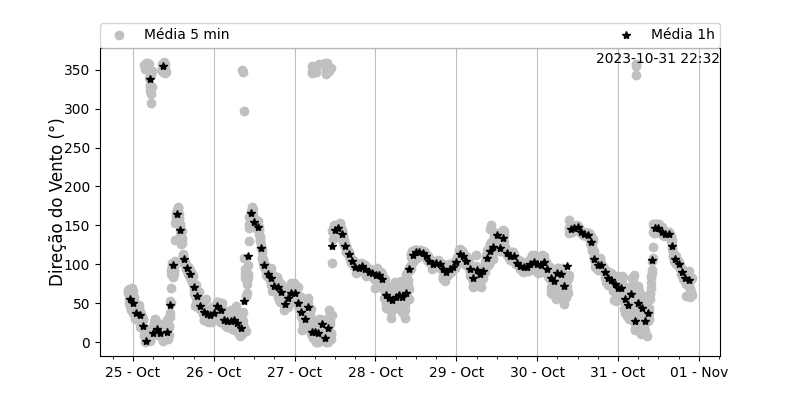 Média 5 min
Média 1h
2023-10-31 22:32
Direção do Vento (°)
350
300
250
200
150
100
50
0
25 - Oct
26 - Oct
27 - Oct
28 - Oct
29 - Oct
30 - Oct
31 - Oct
01 - Nov